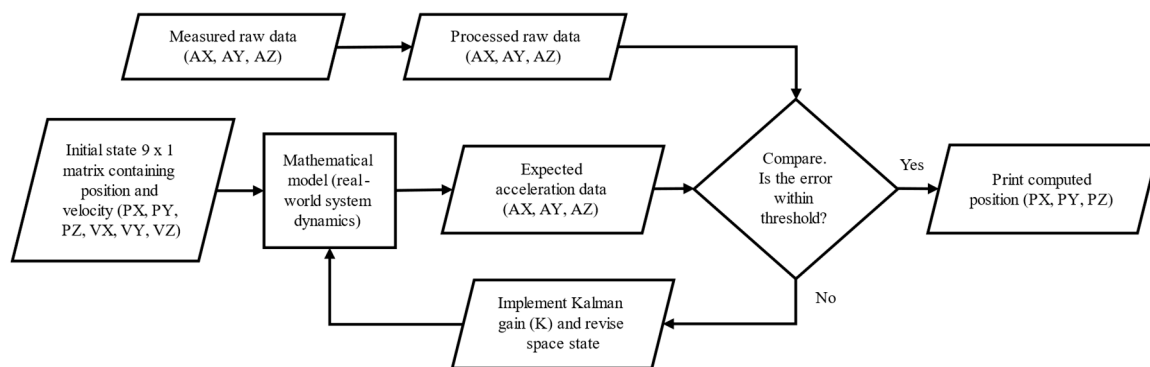 Measured raw data
(AX, AY, AZ)
Processed raw data
(AX, AY, AZ)
Initial state 9 x 1
matrix containing
position and
velocity (PX, PY,
PZ, VX, VY, VZ)
Mathematical
model (real-
world system
dynamics)
Expected
acceleration data
(AX, AY, AZ)
Compare.
Is the error
within
threshold?
Yes
Print computed
position (PX, PY, PZ)
No
Implement Kalman
gain (K) and revise
space state